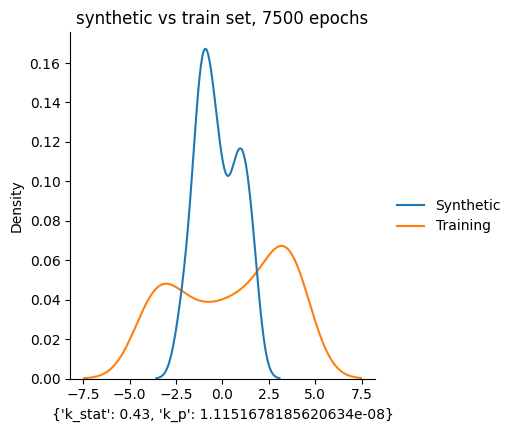 synthetic vs train set, 7500 epochs
0.16
0.14
0.12
0.10
0.08
0.06
0.04
0.02
0.00
Density
Synthetic
Training
−7.5 −5.0 −2.5 0.0 2.5 5.0 7.5
{'k_stat': 0.43, 'k_p': 1.1151678185620634e-08}